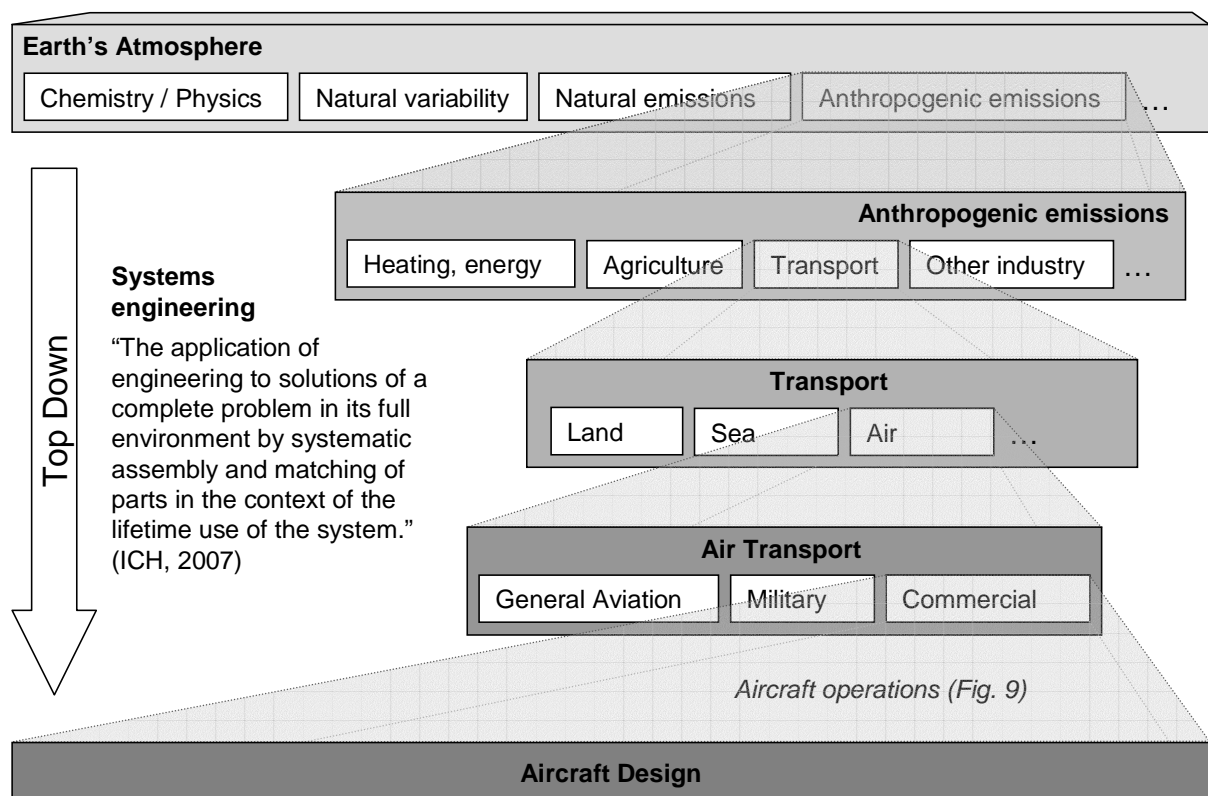 Earth’s Atmosphere
Chemistry / Physics
Natural variability
Natural emissions
Anthropogenic emissions
…
Anthropogenic emissions
Heating, energy
Agriculture
Transport
Other industry
…
Top Down
Systems
engineering
“The application of
engineering to solutions of a
complete problem in its full
environment by systematic
assembly and matching of
parts in the context of the
lifetime use of the system.”
(ICH, 2007)
Transport
Land
Sea
Air
…
Air Transport
General Aviation
Military
Commercial
Aircraft operations (Fig. 9)
Aircraft Design